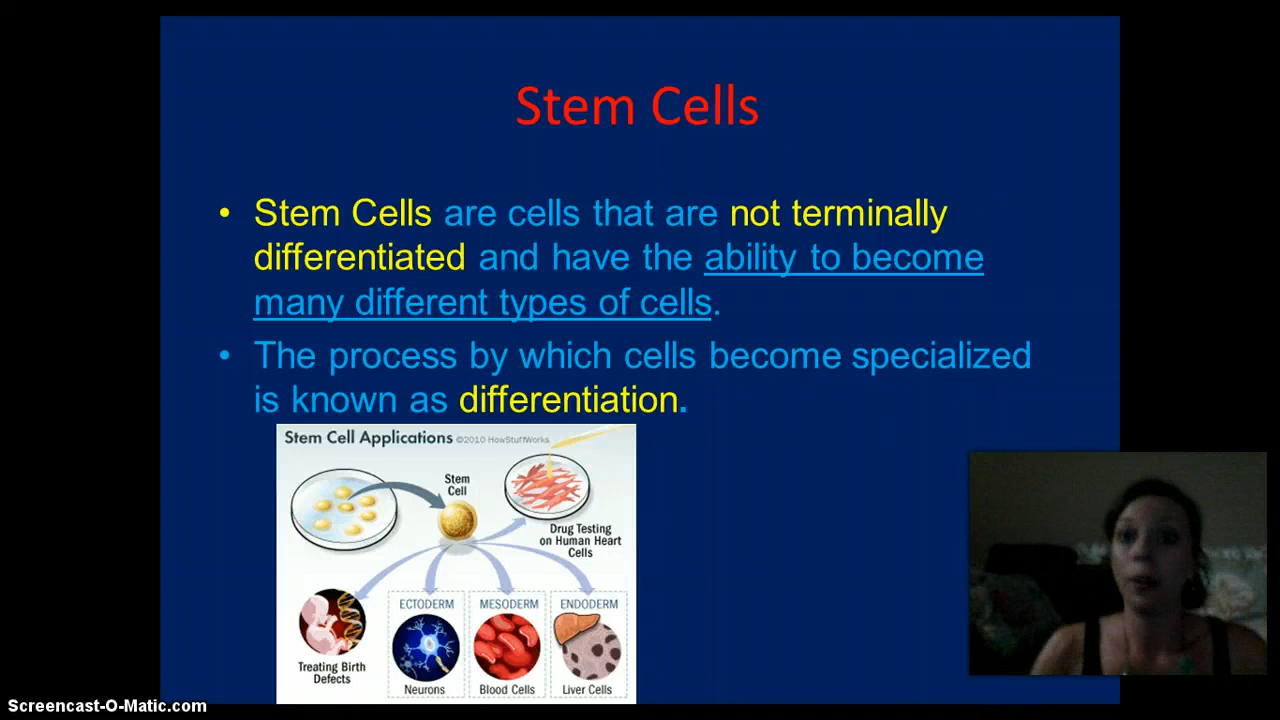 Stem Cells
• Stem Cells are cells that are not terminally
differentiated and have the ability to become
many different types of cells.
• The process by which cells become specialized
is known as differentiation.
Stem Cell Applications ©2010 HowStuffWorks
Stem
Cell
Drug Testing
on Human Heart
Cells
ECTODERM
MESODERM
ENDODERM
Treating Birth
Defects
Neurons
Blood Cells
Liver Cells
Screencast-O-Matic.com